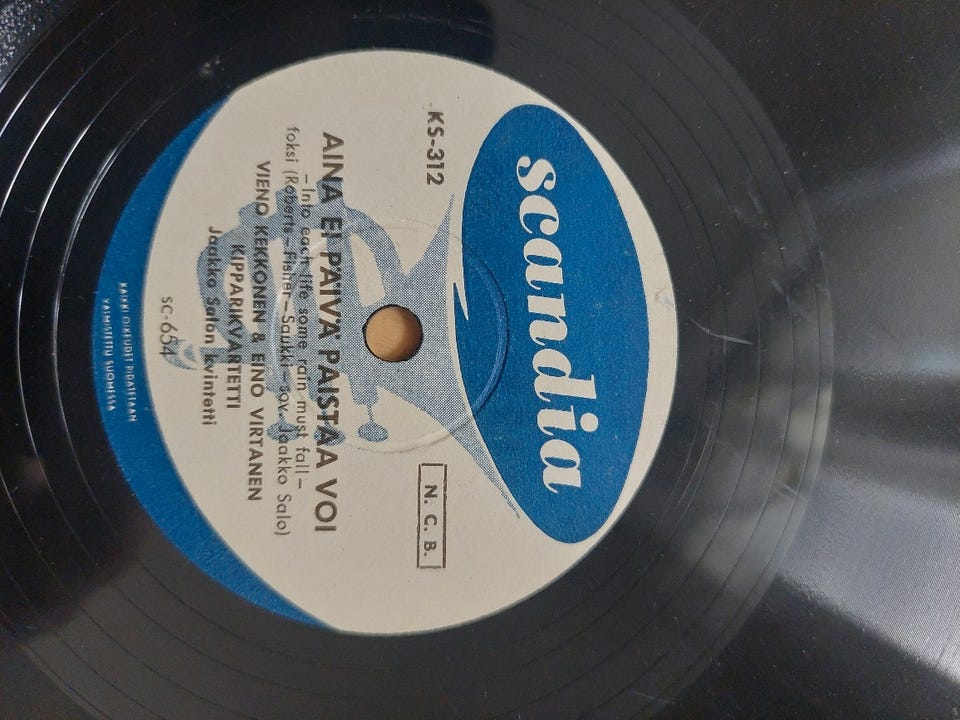 scandia
KS-312
N. C. B.
AINA EI PÄIVÄ PAISTAA VOI
– Into each life some rain must fall –
foksi (Roberts – Fisher – Saukki – sov. Jaakko Salo)
VIENO KEKKONEN & EINO VIRTANEN
KIPPARIKVARTETTI
Jaakko Salon kvintetti
SC-654
KAIKKI OIKEUDET PIDÄTETÄÄN
VALMISTETTU SUOMESSA